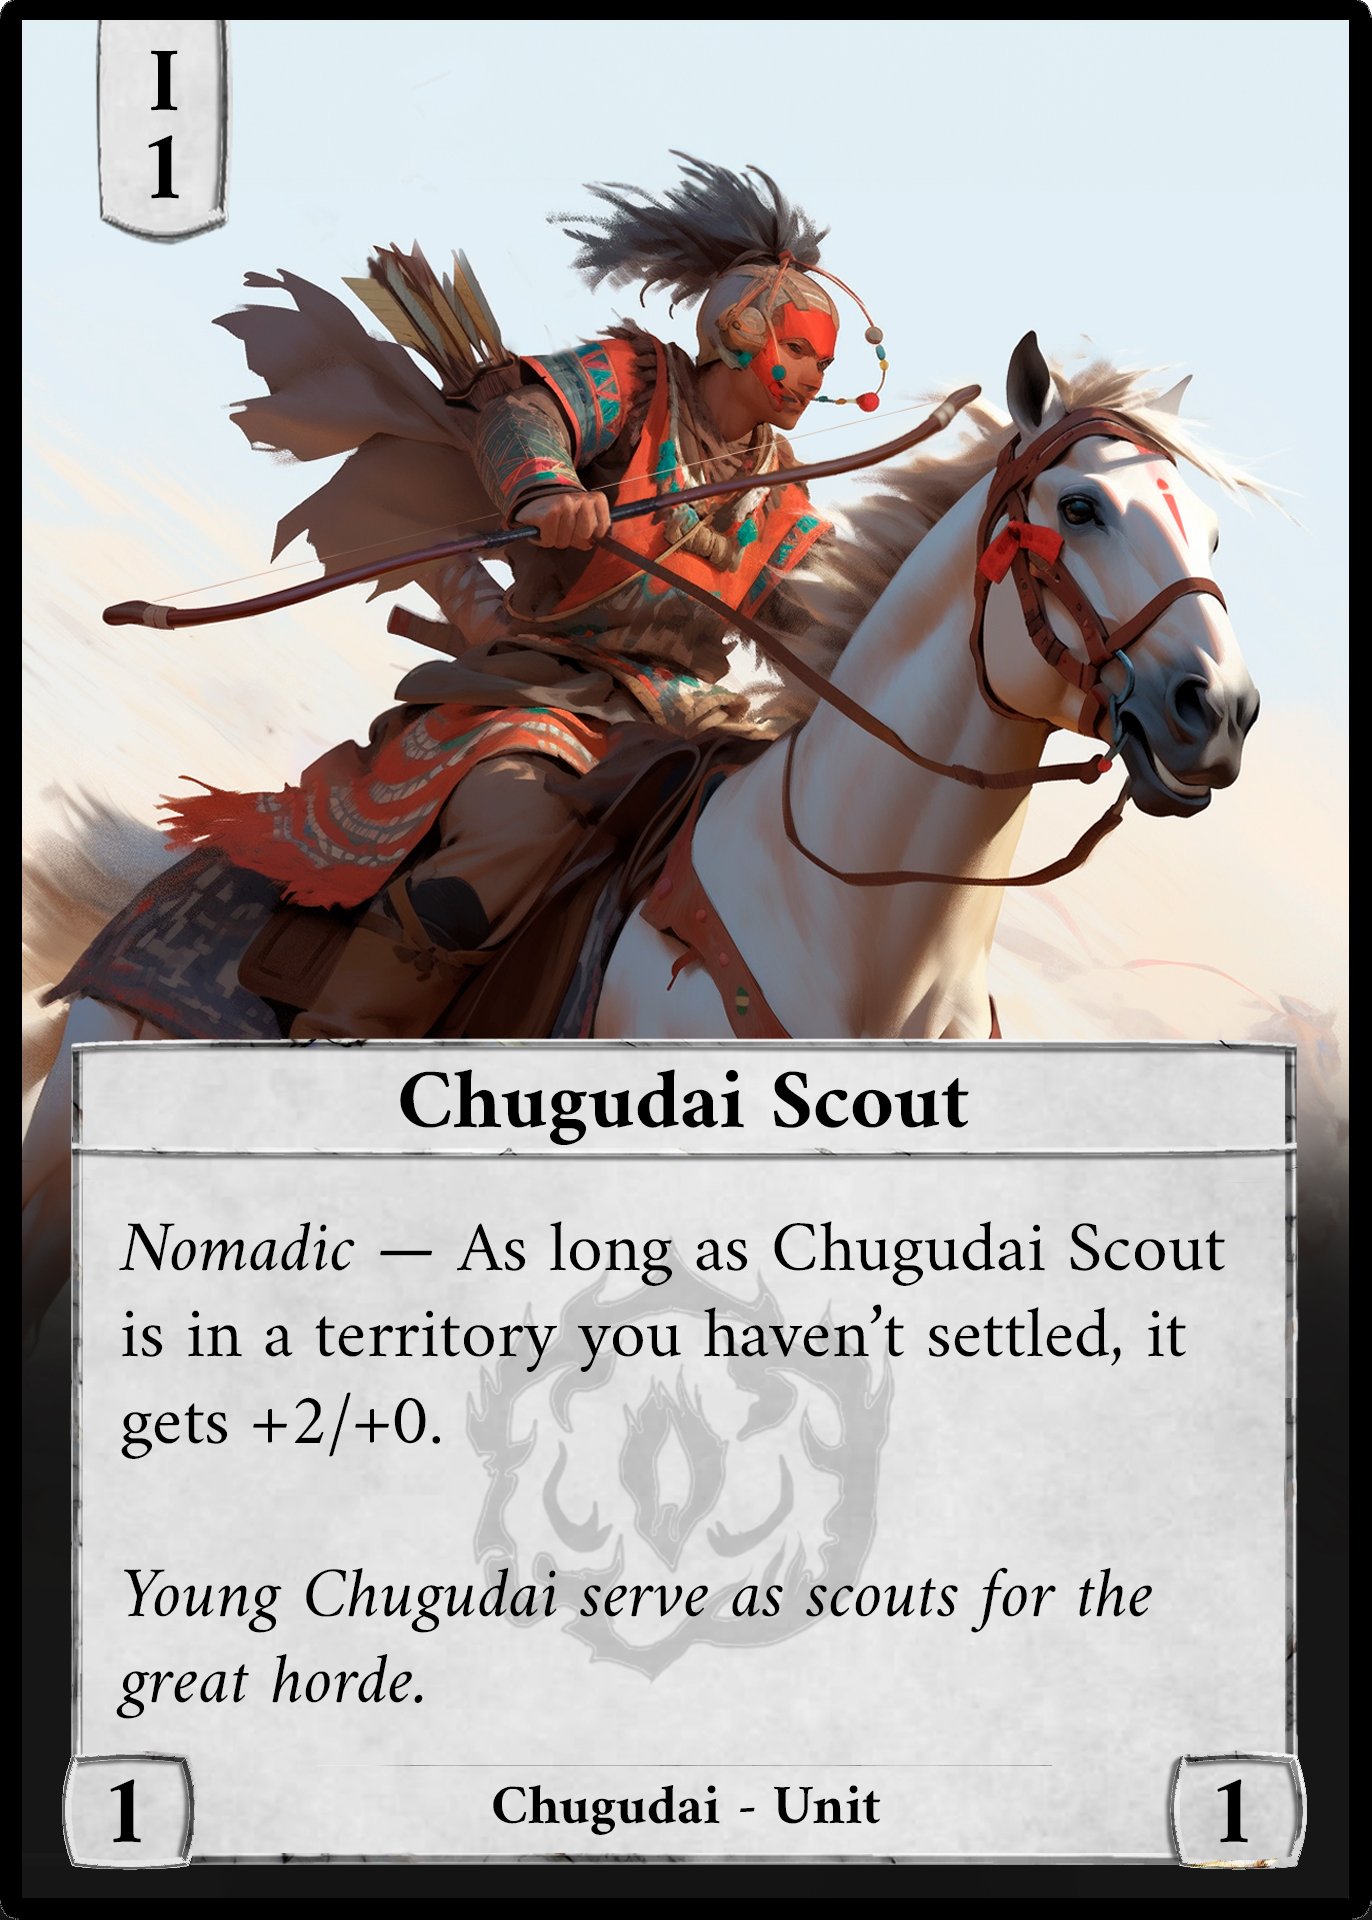 I
1
Chugudai Scout
Nomadic — As long as Chugudai Scout
is in a territory you haven’t settled, it
gets +2/+0.
Young Chugudai serve as scouts for the
great horde.
1
Chugudai - Unit
1